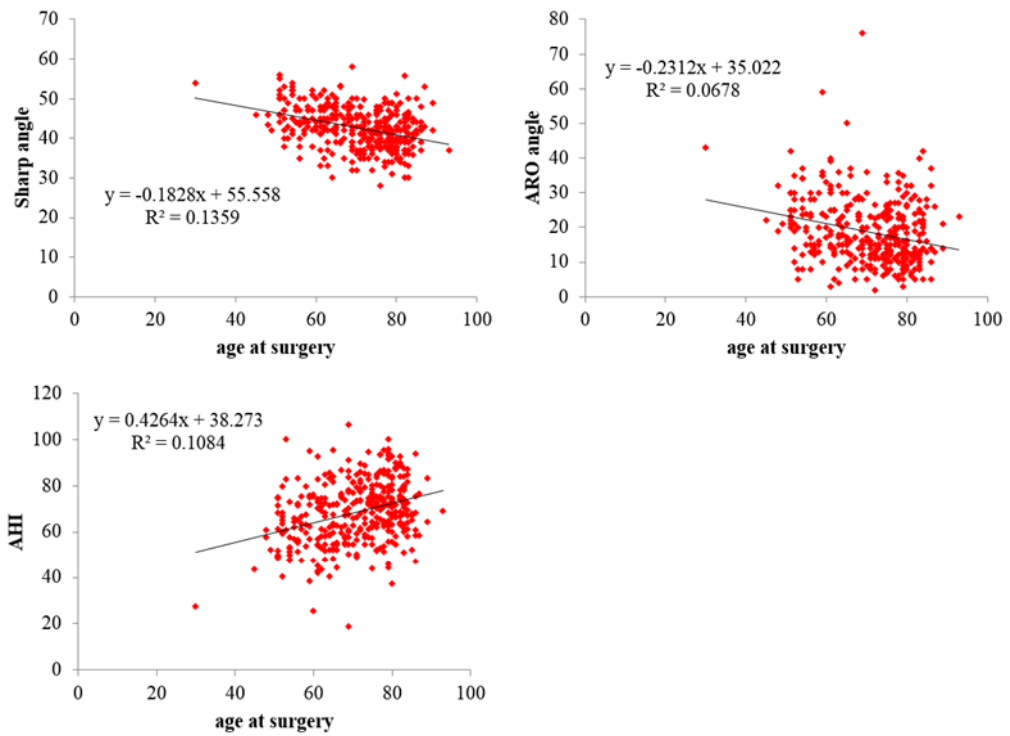 70
60
50
40
30
20
10
0
Sharp angle
y = -0.1828x + 55.558
R² = 0.1359
0 20 40 60 80 100
age at surgery
80
70
60
50
40
30
20
10
0
ARO angle
y = -0.2312x + 35.022
R² = 0.0678
0 20 40 60 80 100
age at surgery
120
100
80
60
40
20
0
AHI
y = 0.4264x + 38.273
R² = 0.1084
0 20 40 60 80 100
age at surgery